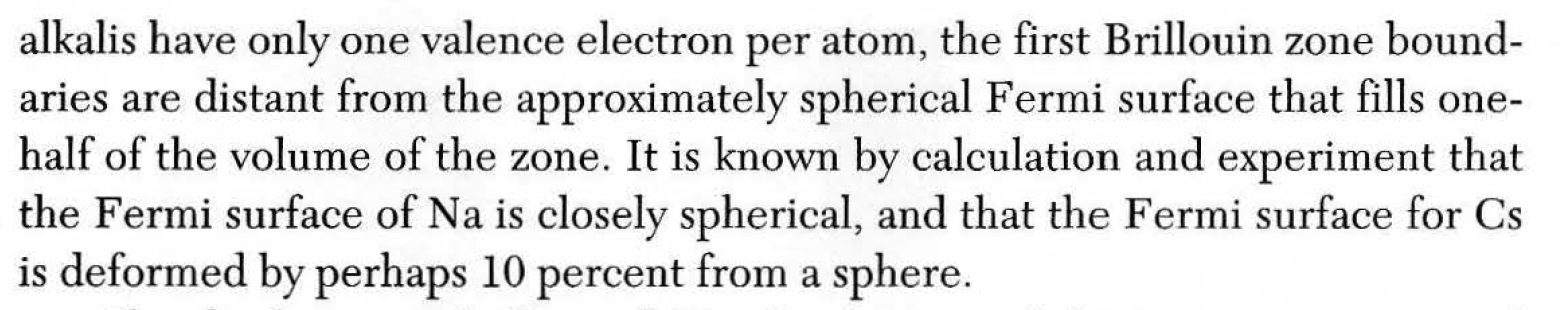 alkalis have only one valence electron per atom, the first Brillouin zone bound-
aries are distant from the approximately spherical Fermi surface that fills one-
half of the volume of the zone. It is known by calculation and experiment that
the Fermi surface of Na is closely spherical, and that the Fermi surface for Cs
is deformed by perhaps 10 percent from a sphere.